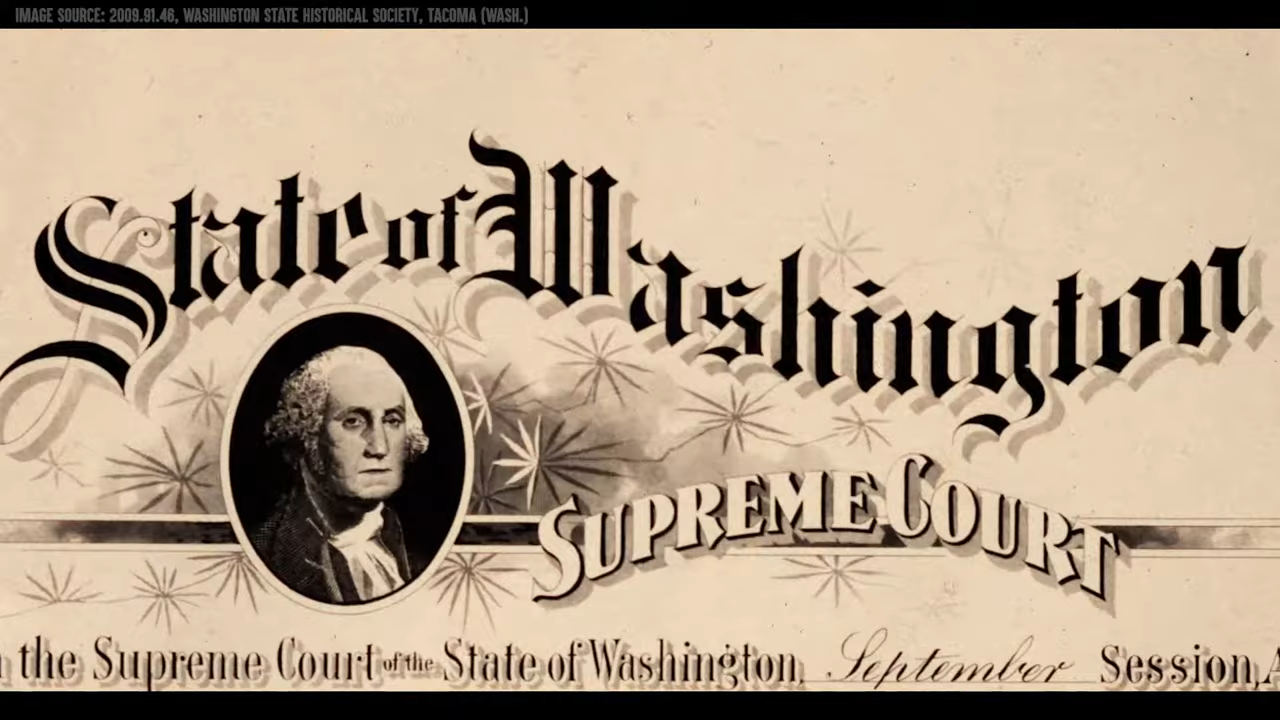 IMAGE SOURCE: 2009.91.46, WASHINGTON STATE HISTORICAL SOCIETY, TACOMA (WASH.)
State of Washington
SUPREME COURT
the Supreme Court of the State of Washington, September Session,